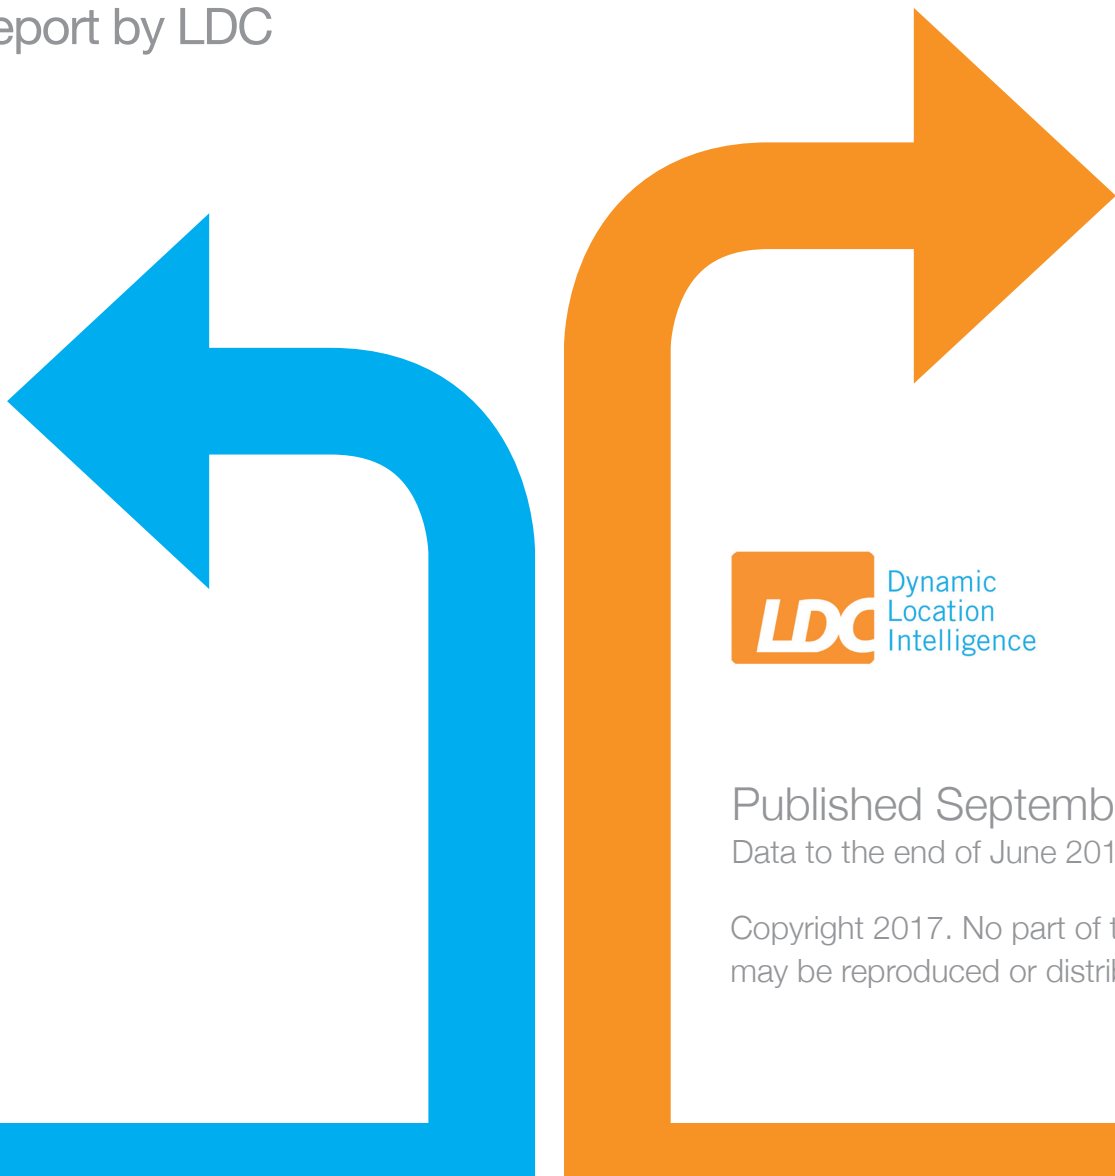 eport by LDC
LDC
Dynamic
Location
Intelligence
Published Septemb
Data to the end of June 201
Copyright 2017. No part of t
may be reproduced or distri